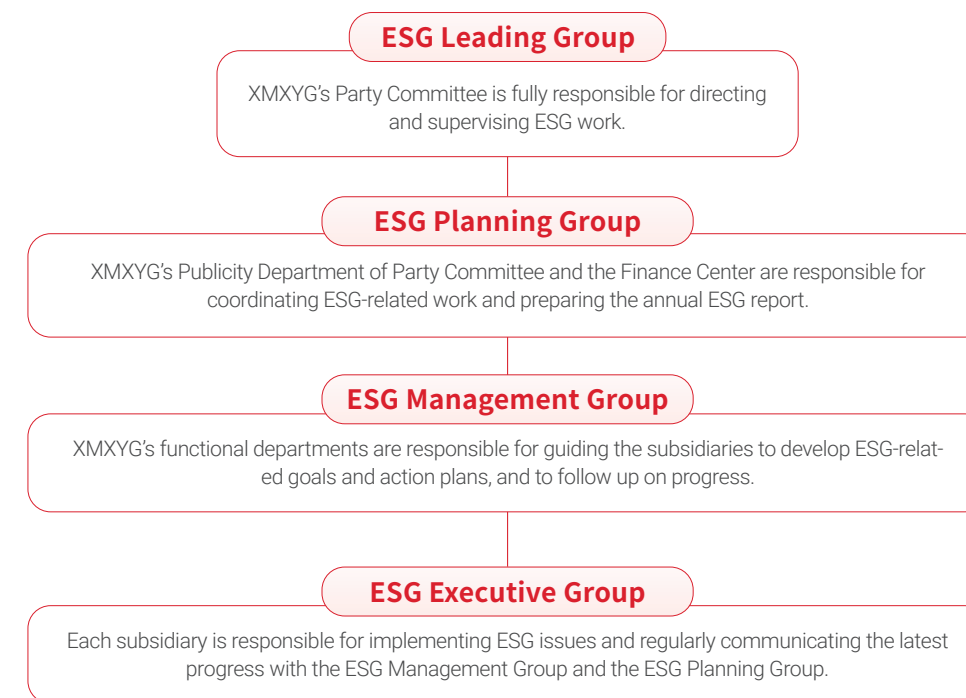 ESG Leading Group
XMXYG's Party Committee is fully responsible for directing
and supervising ESG work.
ESG Planning Group
XMXYG's Publicity Department of Party Committee and the Finance Center are responsible for
coordinating ESG-related work and preparing the annual ESG report.
ESG Management Group
XMXYG's functional departments are responsible for guiding the subsidiaries to develop ESG-relat-
ed goals and action plans, and to follow up on progress.
ESG Executive Group
Each subsidiary is responsible for implementing ESG issues and regularly communicating the latest
progress with the ESG Management Group and the ESG Planning Group.